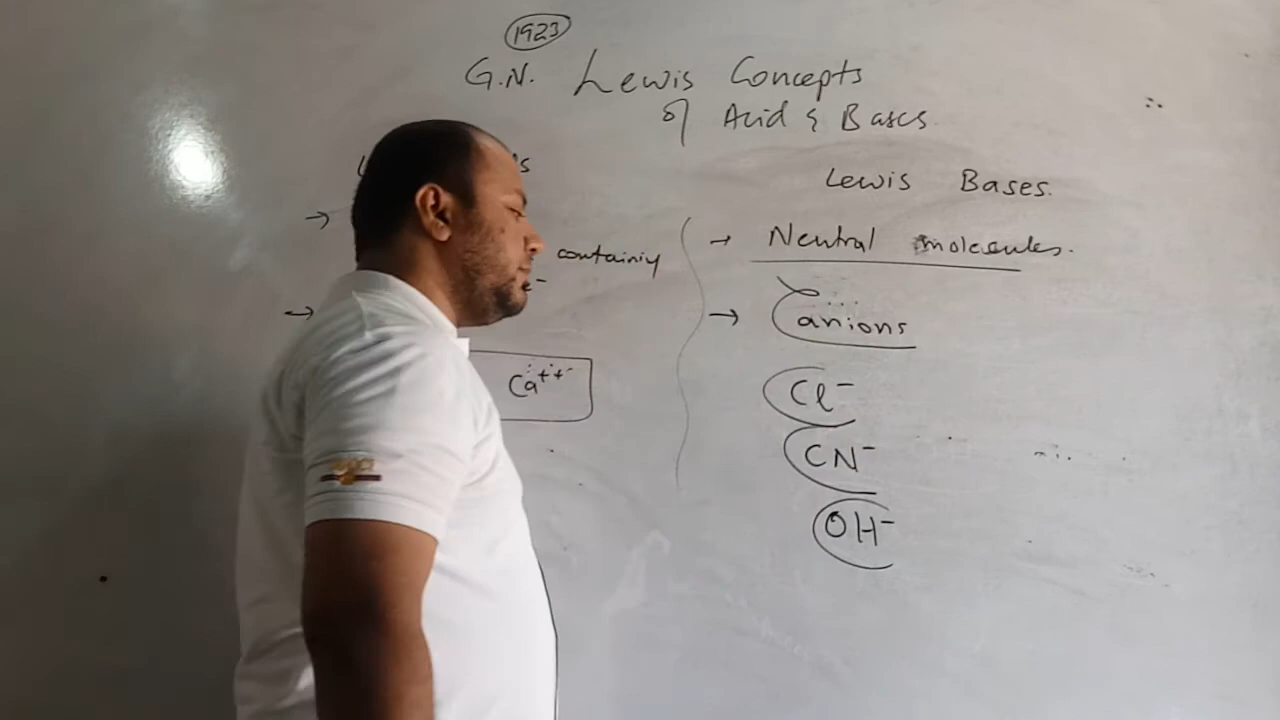 1923
G.N. Lewis Concepts
of Acid & Bases
Lewis Bases.
→ Neutral molecules.
containing
→ anions
Ca++
Cl-
CN-
OH-